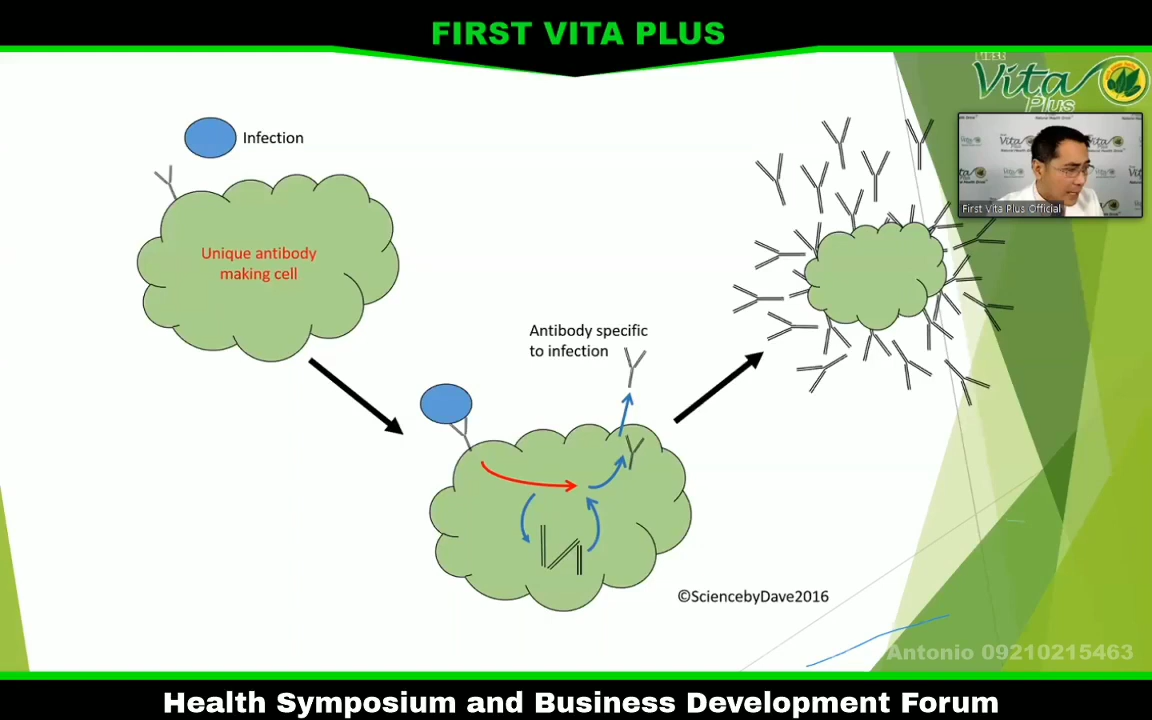 FIRST VITA PLUS
First
Vita
Plus
Infection
First Vita Plus Official
Unique antibody
making cell
Antibody specific
to infection
©SciencebyDave2016
Antonio 09210215463
Health Symposium and Business Development Forum